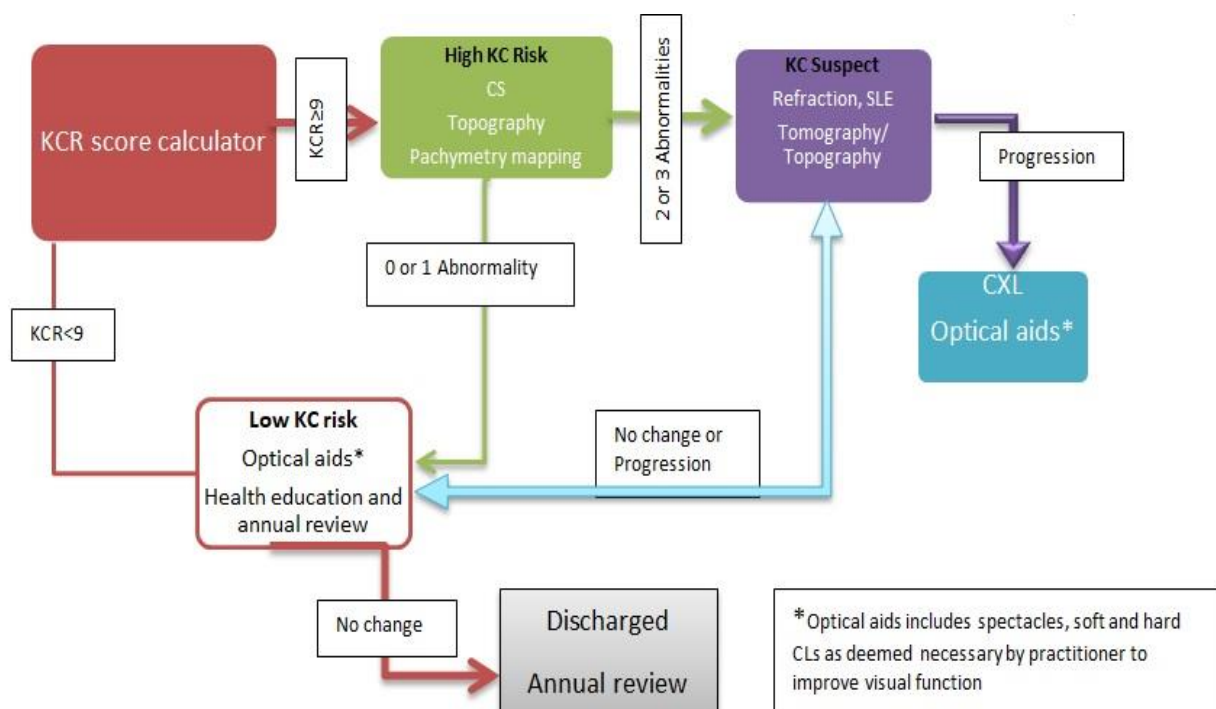 KCR score calculator
KCR≥9
High KC Risk
CS
Topography
Pachymetry mapping
2 or 3 Abnormalities
KC Suspect
Refraction, SLE
Tomography/
Topography
Progression
CXL
Optical aids*
0 or 1 Abnormality
KCR<9
Low KC risk
Optical aids*
Health education and
annual review
No change or
Progression
No change
Discharged
Annual review
*Optical aids includes spectacles, soft and hard
CLs as deemed necessary by practitioner to
improve visual function